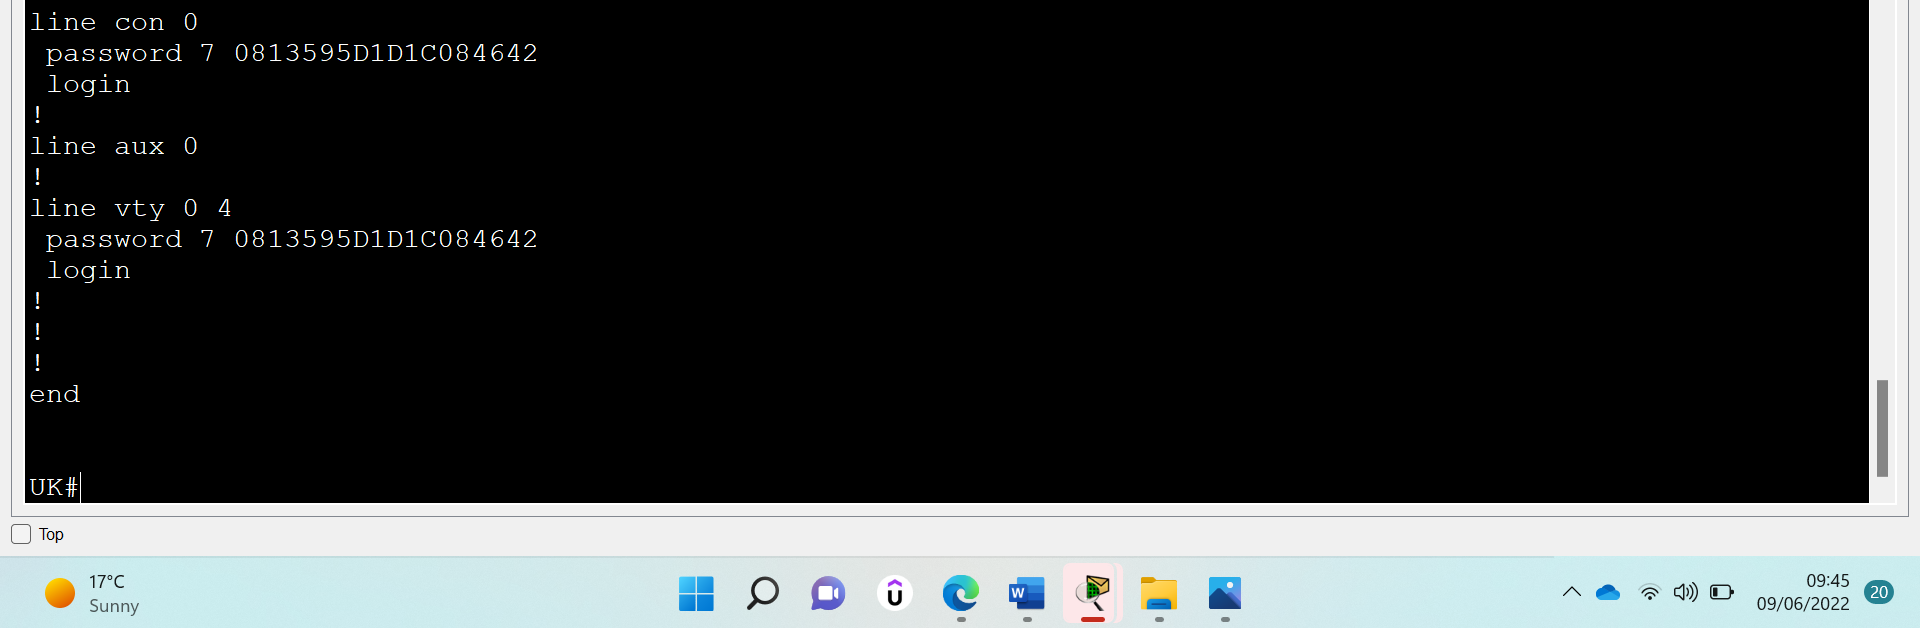 line con 0
password 7 0813595D1D1C084642
login
!
line aux 0
!
line vty 0 4
password 7 0813595D1D1C084642
login
!
!
!
end
UK#
Top
17°C
Sunny
U
W
09:45
09/06/2022
20